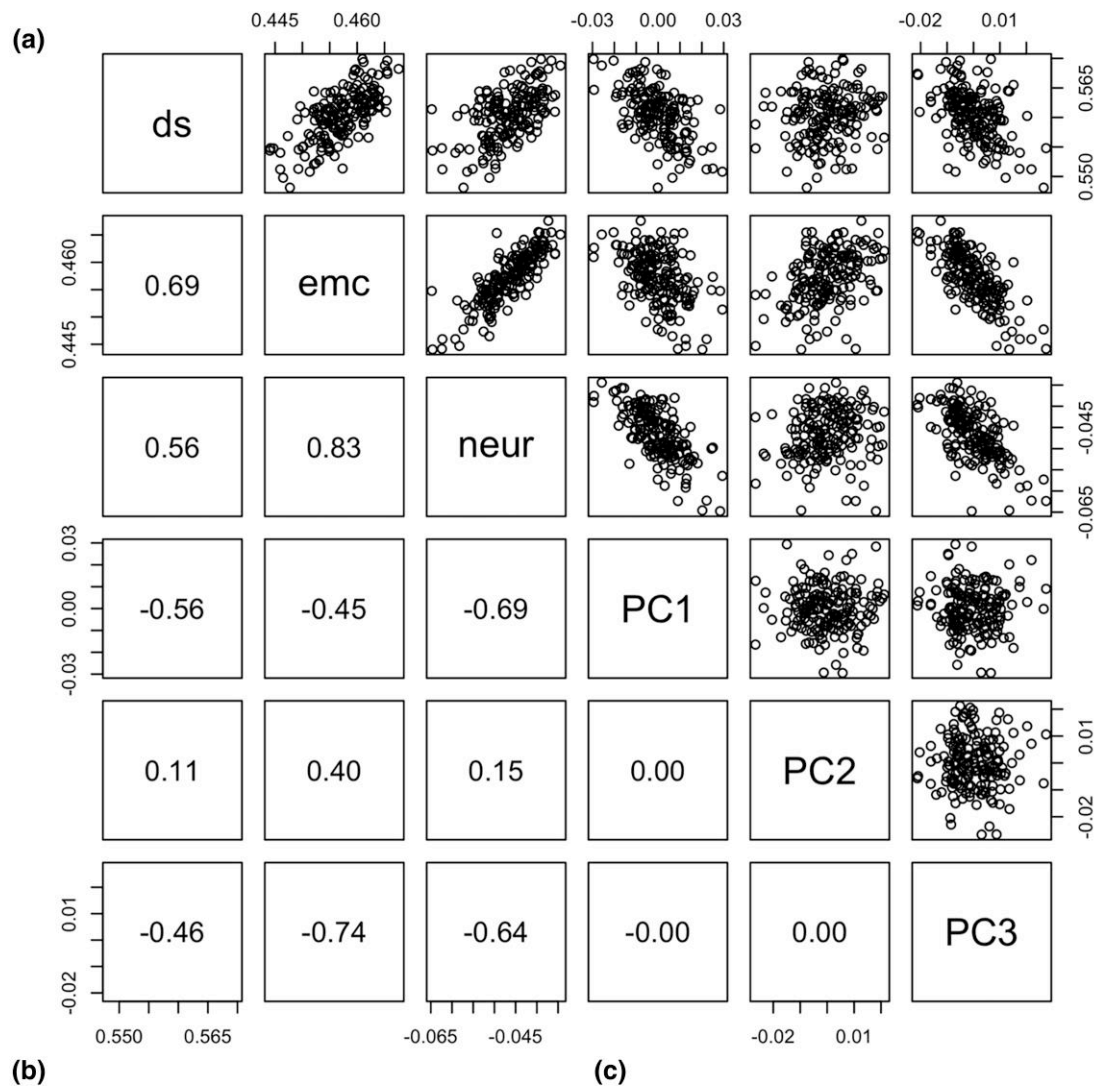 0.445 0.460 -0.03 0.00 0.03 -0.02 0.01
(a)
ds
0.550 0.565
0.445 0.460
0.69 emc
0.56 0.83 neur
-0.065 -0.045
-0.03 0.00 0.03
-0.56 -0.45 -0.69 PC1
0.11 0.40 0.15 0.00 PC2
-0.02 0.01
-0.02 0.01
-0.46 -0.74 -0.64 -0.00 0.00 PC3
0.550 0.565 -0.065 -0.045 -0.02 0.01
(b) (c)